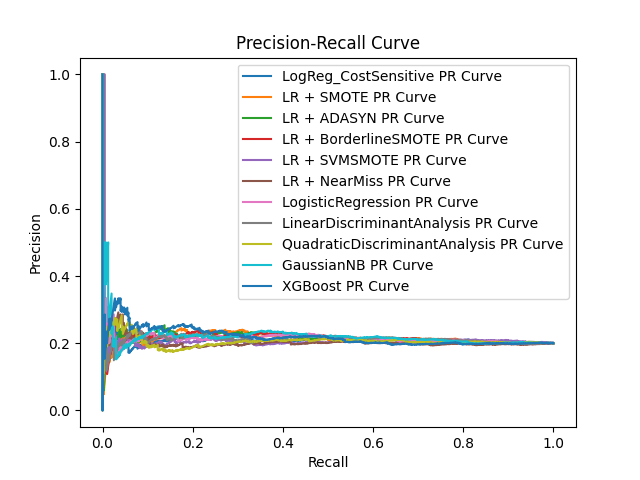 Precision-Recall Curve
1.0
0.8
0.6
0.4
0.2
0.0
Precision
LogReg_CostSensitive PR Curve
LR + SMOTE PR Curve
LR + ADASYN PR Curve
LR + BorderlineSMOTE PR Curve
LR + SVMSMOTE PR Curve
LR + NearMiss PR Curve
LogisticRegression PR Curve
LinearDiscriminantAnalysis PR Curve
QuadraticDiscriminantAnalysis PR Curve
GaussianNB PR Curve
XGBoost PR Curve
0.0 0.2 0.4 0.6 0.8 1.0
Recall